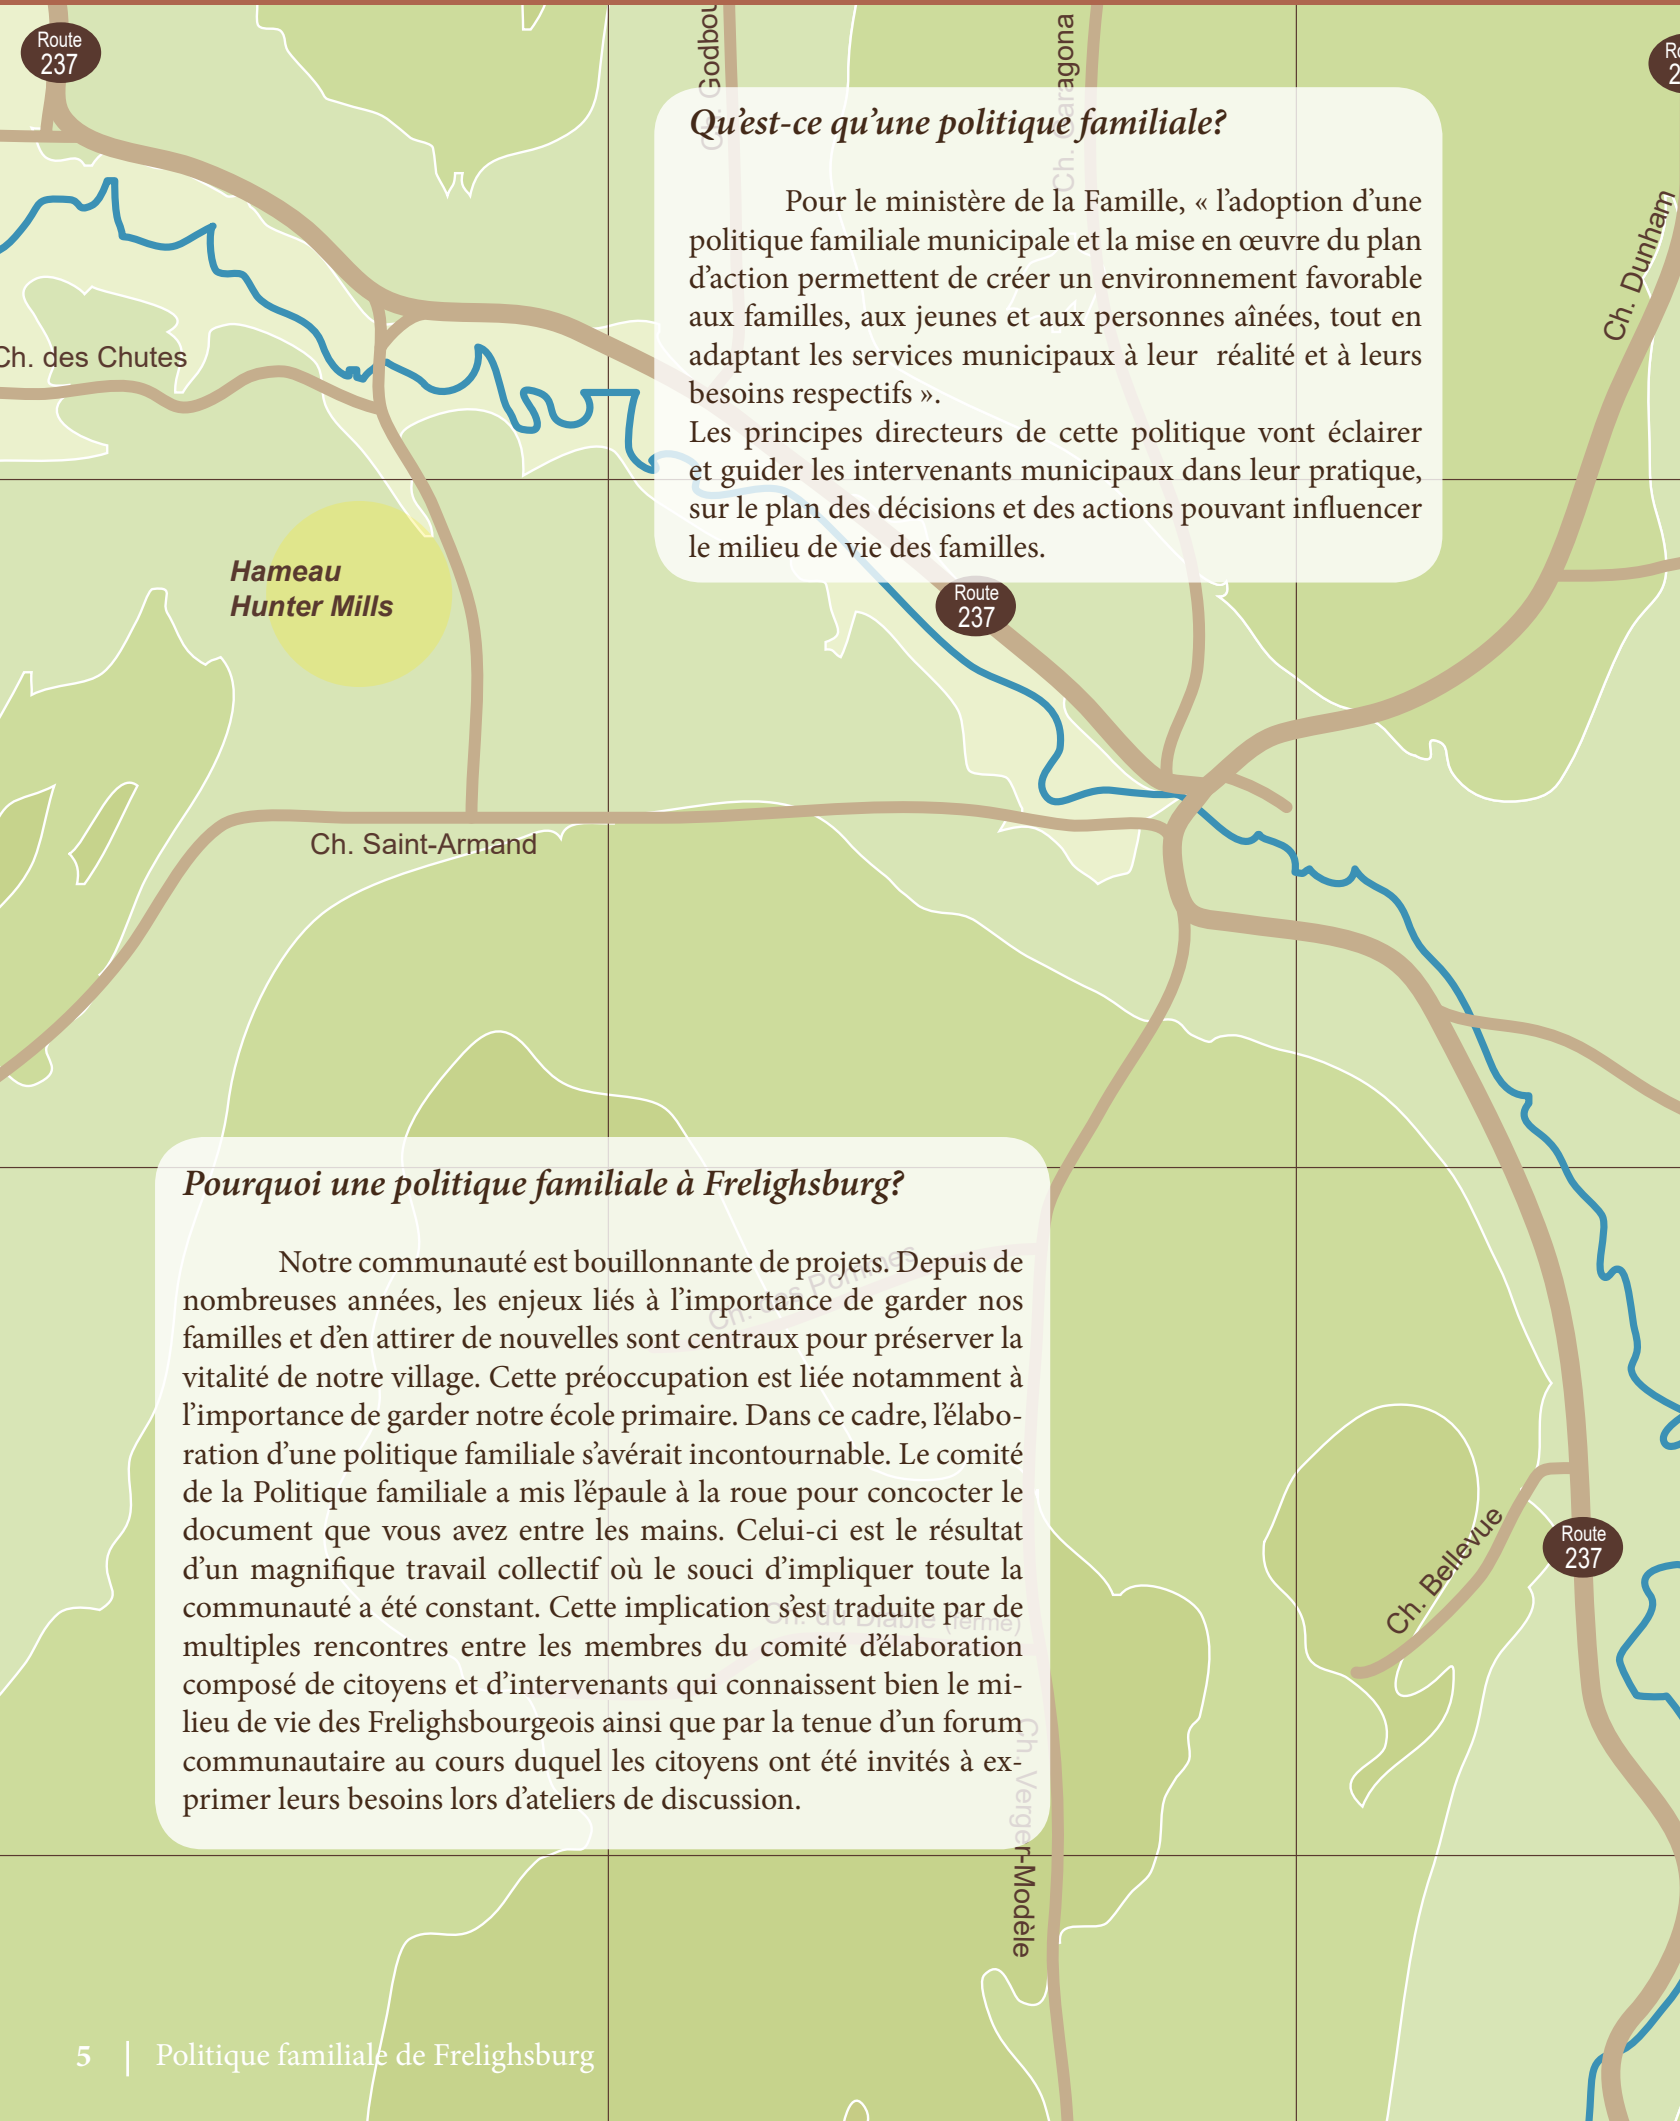 Route
237
Godbou
Ch. Garagona
Qu’est-ce qu’une politique familiale?
Pour le ministère de la Famille, « l’adoption d’une
politique familiale municipale et la mise en œuvre du plan
d’action permettent de créer un environnement favorable
aux familles, aux jeunes et aux personnes aînées, tout en
adaptant les services municipaux à leur réalité et à leurs
besoins respectifs ».
Les principes directeurs de cette politique vont éclairer
et guider les intervenants municipaux dans leur pratique,
sur le plan des décisions et des actions pouvant influencer
le milieu de vie des familles.
Ch. Dunham
Ch. des Chutes
Hameau
Hunter Mills
Route
237
Ch. Saint-Armand
Pourquoi une politique familiale à Frelighsburg?
Notre communauté est bouillonnante de projets. Depuis de
nombreuses années, les enjeux liés à l’importance de garder nos
familles et d’en attirer de nouvelles sont centraux pour préserver la
vitalité de notre village. Cette préoccupation est liée notamment à
l’importance de garder notre école primaire. Dans ce cadre, l’élabo-
ration d’une politique familiale s’avérait incontournable. Le comité
de la Politique familiale a mis l’épaule à la roue pour concocter le
document que vous avez entre les mains. Celui-ci est le résultat
d’un magnifique travail collectif où le souci d’impliquer toute la
communauté a été constant. Cette implication s’est traduite par de
multiples rencontres entre les membres du comité d’élaboration
composé de citoyens et d’intervenants qui connaissent bien le mi-
lieu de vie des Frelighsbourgeois ainsi que par la tenue d’un forum
communautaire au cours duquel les citoyens ont été invités à ex-
primer leurs besoins lors d’ateliers de discussion.
Ch. des Pommes
Ch. du Diable (fermé)
Ch. Verger-Modèle
Ch. Bellevue
Route
237
5 | Politique familiale de Frelighsburg